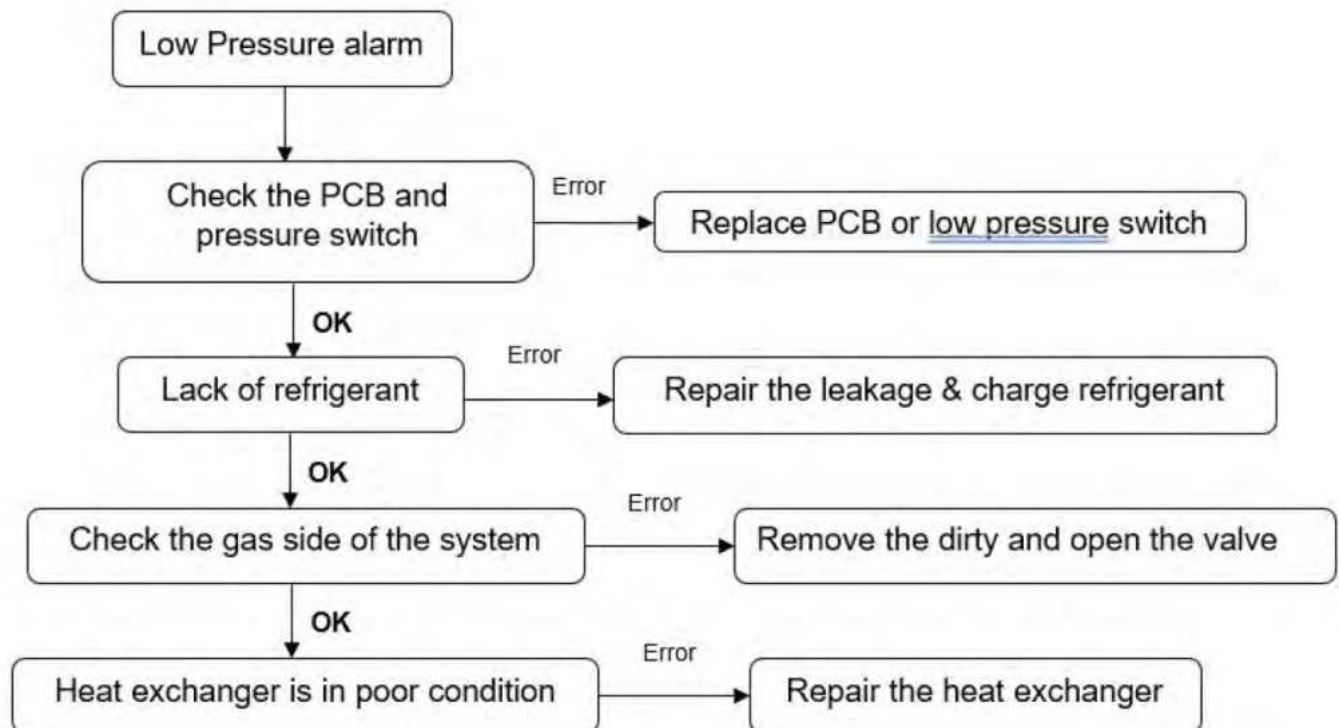 Low Pressure alarm
Check the PCB and
pressure switch
Error
Replace PCB or low pressure switch
OK
Lack of refrigerant
Error
Repair the leakage & charge refrigerant
OK
Check the gas side of the system
Error
Remove the dirty and open the valve
OK
Heat exchanger is in poor condition
Error
Repair the heat exchanger